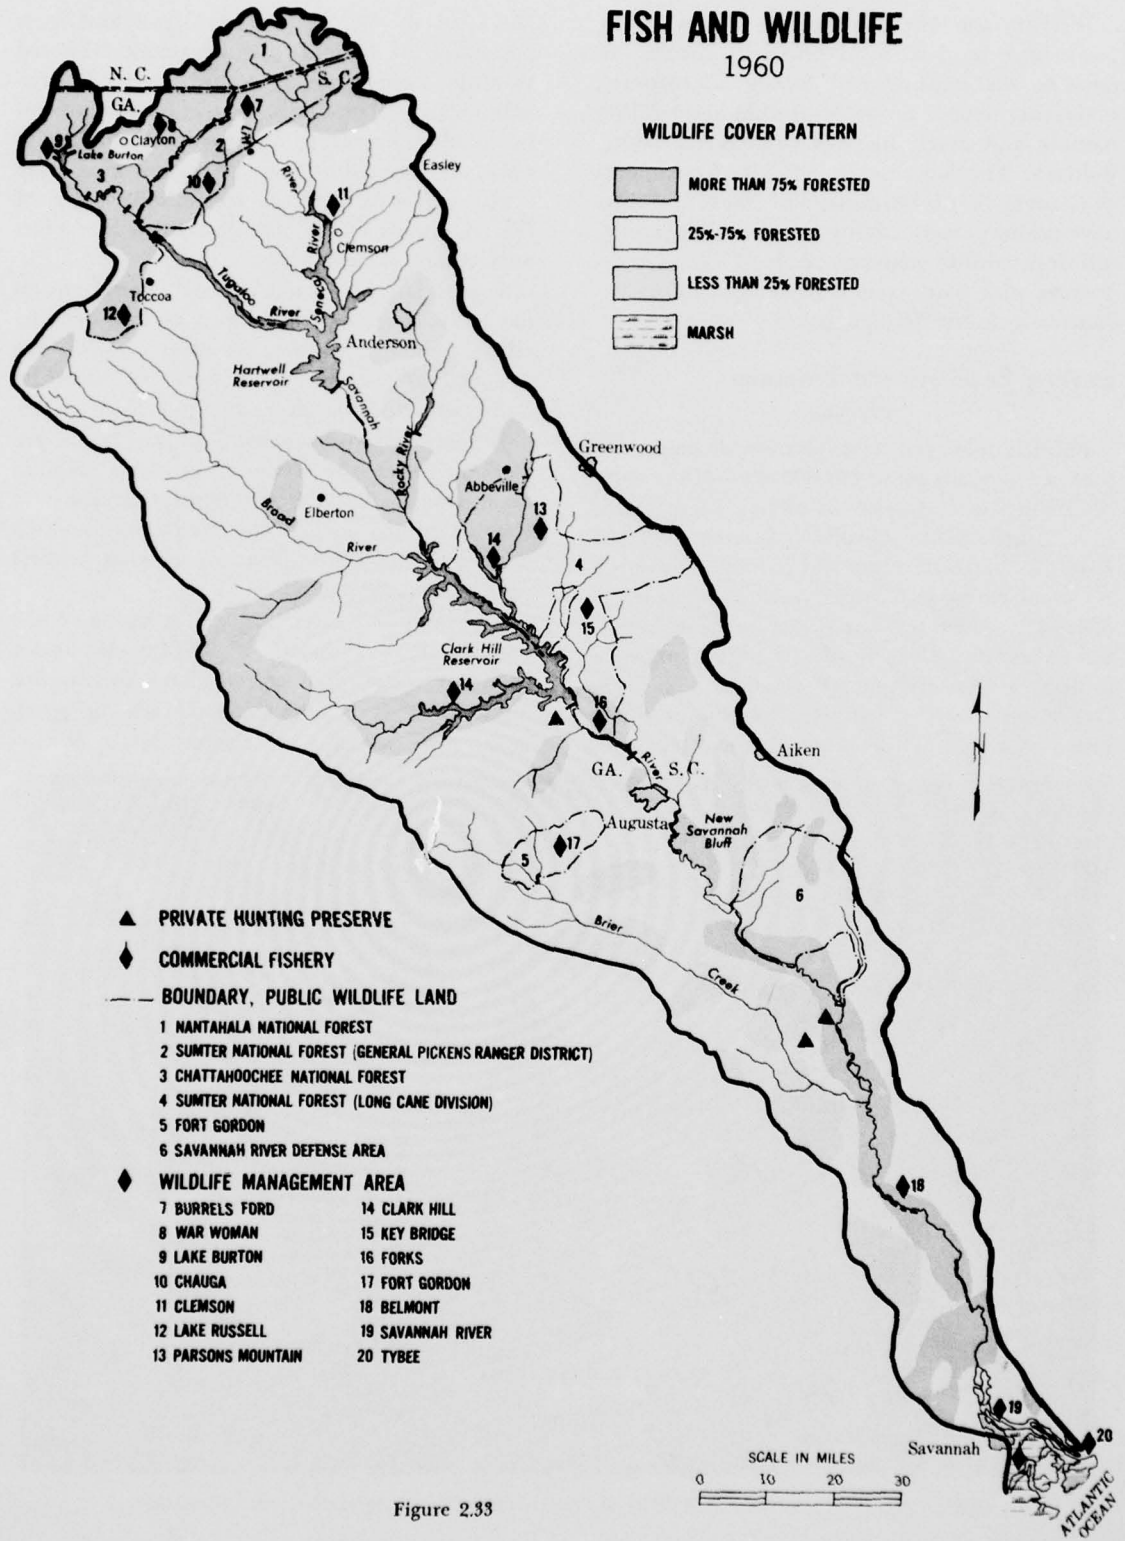 FISH AND WILDLIFE
1960
WILDLIFE COVER PATTERN
MORE THAN 75% FORESTED
25%-75% FORESTED
LESS THAN 25% FORESTED
MARSH
1
N. C.
S. C.
GA.
7
8
Clayton
9
Lake Burton
2
3
10
River
11
Easley
River
Clemson
Tugaloo
River
Seneca
Toccoa
12
Anderson
Hartwell
Reservoir
Savannah
Rocky River
Greenwood
Abbeville
13
Broad
Elberton
River
14
4
15
Clark Hill
Reservoir
14
16
Aiken
GA.
River
S. C.
Augusta
New
Savannah
Bluff
17
5
6
Brier
Creek
18
19
20
Savannah
ATLANTIC
OCEAN
PRIVATE HUNTING PRESERVE
COMMERCIAL FISHERY
BOUNDARY, PUBLIC WILDLIFE LAND
1 NANTAHALA NATIONAL FOREST
2 SUMTER NATIONAL FOREST (GENERAL PICKENS RANGER DISTRICT)
3 CHATTAHOOCHEE NATIONAL FOREST
4 SUMTER NATIONAL FOREST (LONG CANE DIVISION)
5 FORT GORDON
6 SAVANNAH RIVER DEFENSE AREA
WILDLIFE MANAGEMENT AREA
7 BURRELS FORD
8 WAR WOMAN
9 LAKE BURTON
10 CHAUGA
11 CLEMSON
12 LAKE RUSSELL
13 PARSONS MOUNTAIN
14 CLARK HILL
15 KEY BRIDGE
16 FORKS
17 FORT GORDON
18 BELMONT
19 SAVANNAH RIVER
20 TYBEE
SCALE IN MILES
0 10 20 30
Figure 2.33